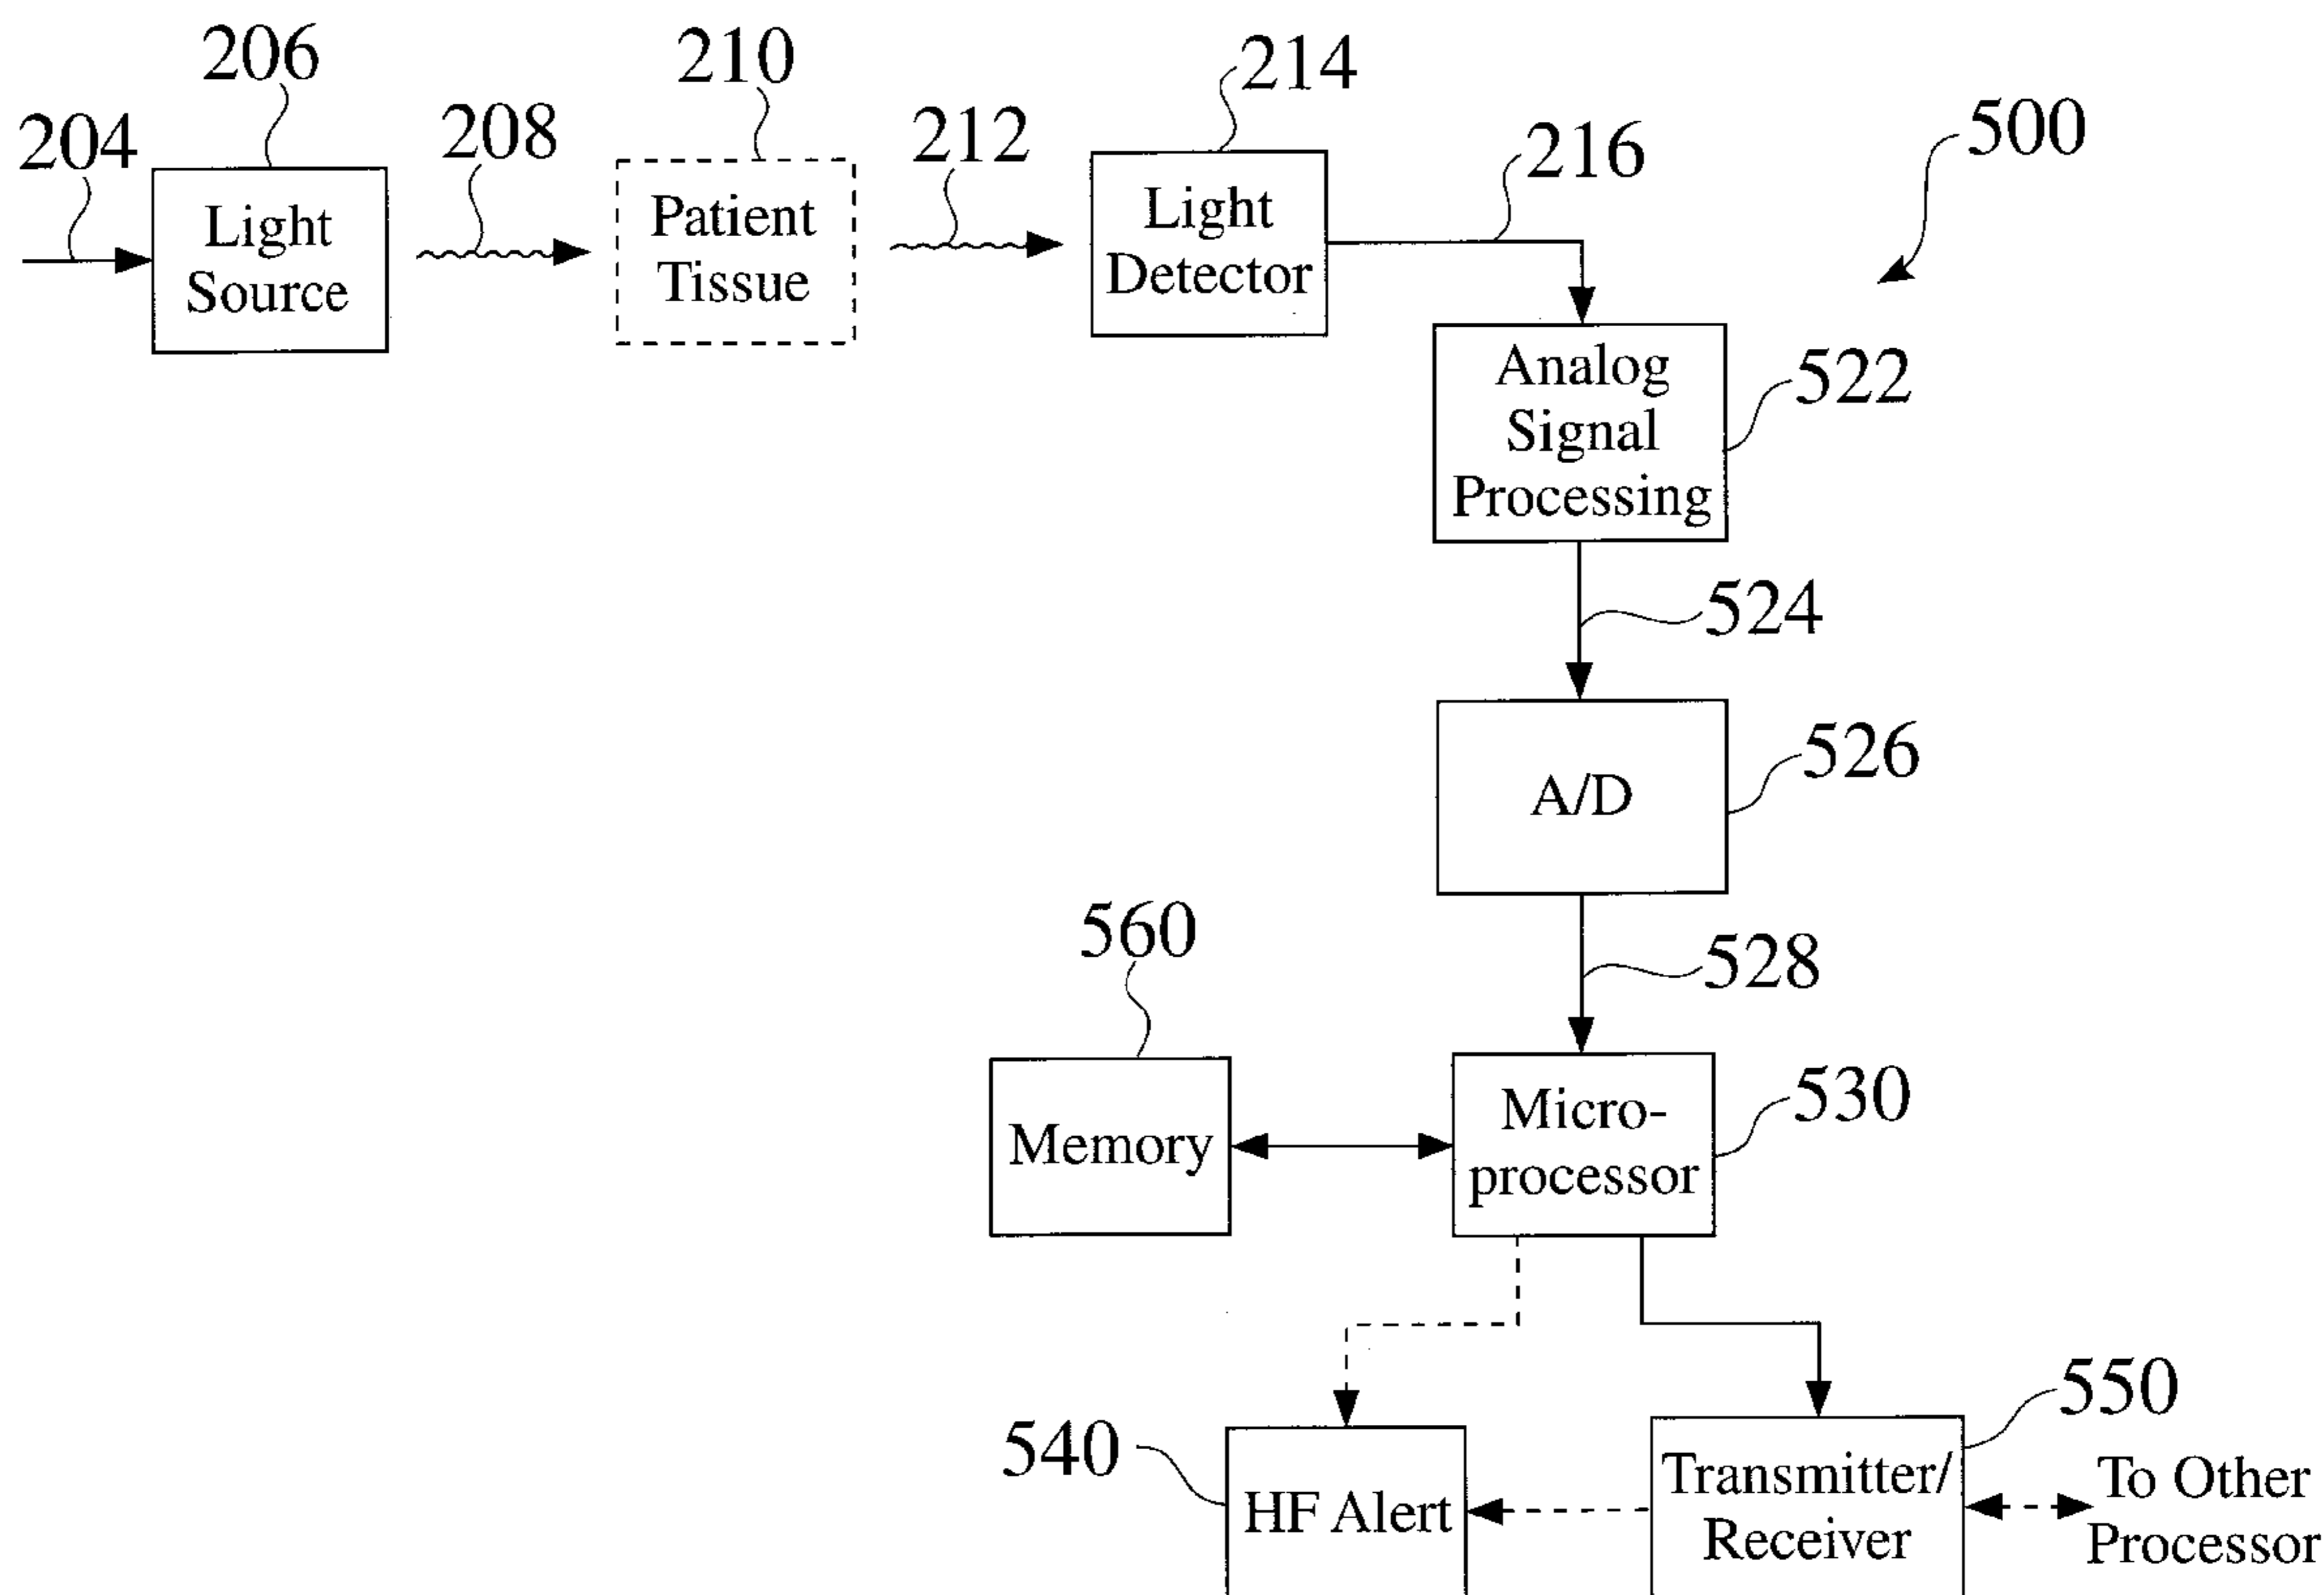 206
210
214
204
208
212
216
500
Light
Source
Patient
Tissue
Light
Detector
Analog
Signal
Processing
522
524
A/D
526
560
528
Memory
Micro-
processor
530
540
HF Alert
550
Transmitter/
Receiver
To Other
Processor